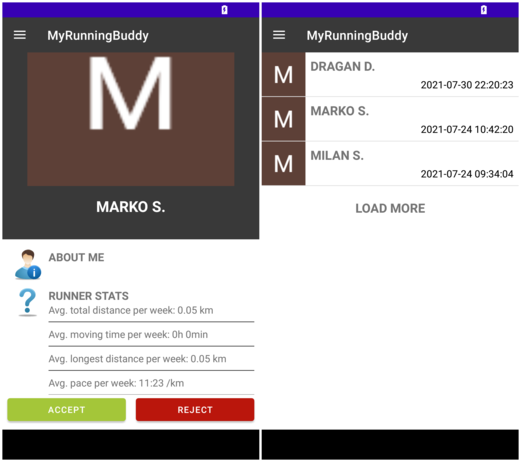 MyRunningBuddy
M
MARKO S.
ABOUT ME
RUNNER STATS
Avg. total distance per week: 0.05 km
Avg. moving time per week: 0h 0min
Avg. longest distance per week: 0.05 km
Avg. pace per week: 11:23 /km
ACCEPT
REJECT
MyRunningBuddy
M
DRAGAN D.
2021-07-30 22:20:23
M
MARKO S.
2021-07-24 10:42:20
M
MILAN S.
2021-07-24 09:34:04
LOAD MORE